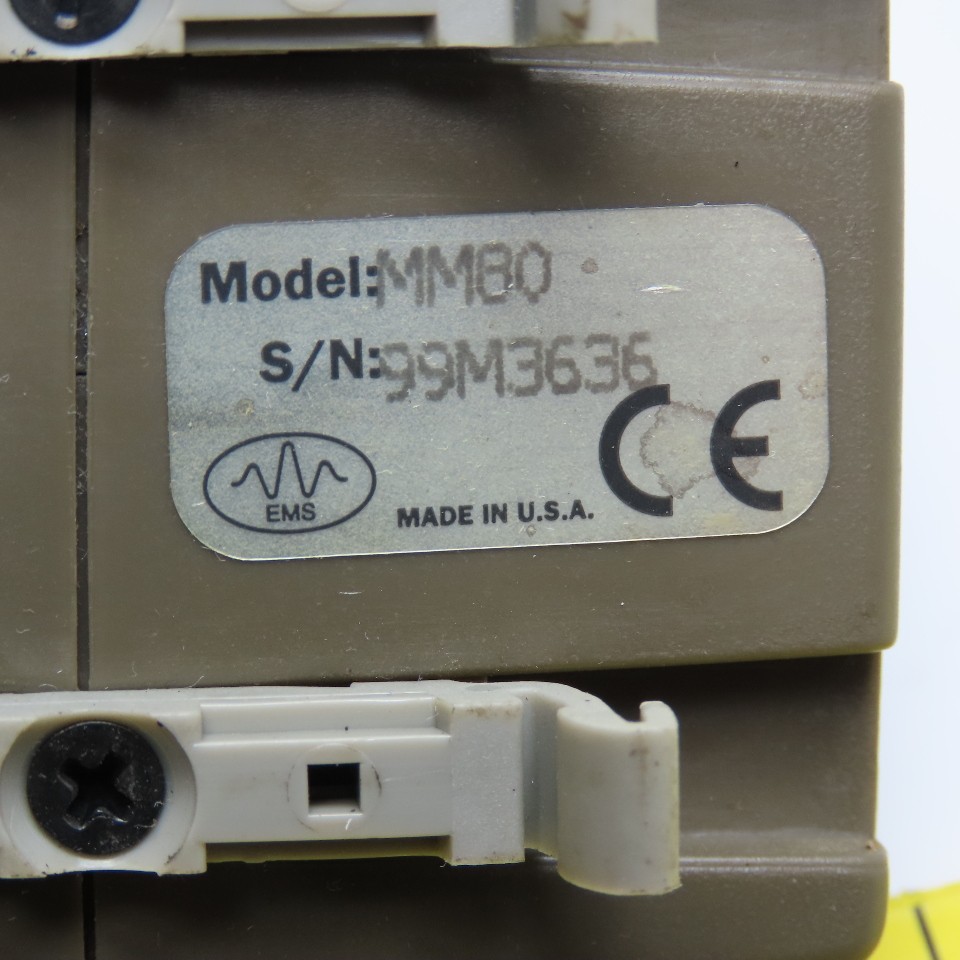 Model:MM80
S/N:99M3636
CE
EMS
MADE IN U.S.A.